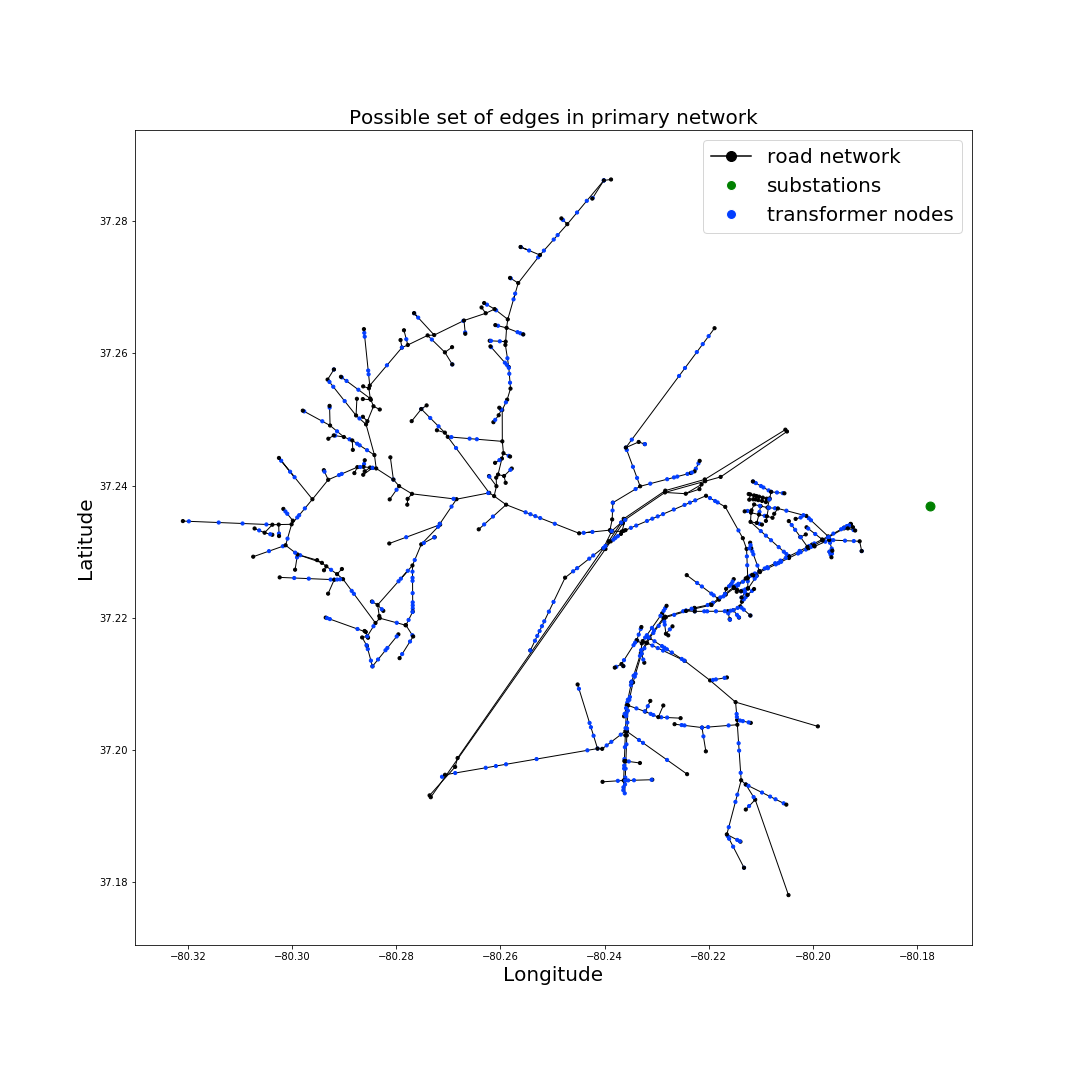 Possible set of edges in primary network
road network
substations
transformer nodes
37.28
37.26
37.24
37.22
37.20
37.18
Latitude
−80.32 −80.30 −80.28 −80.26 −80.24 −80.22 −80.20 −80.18
Longitude